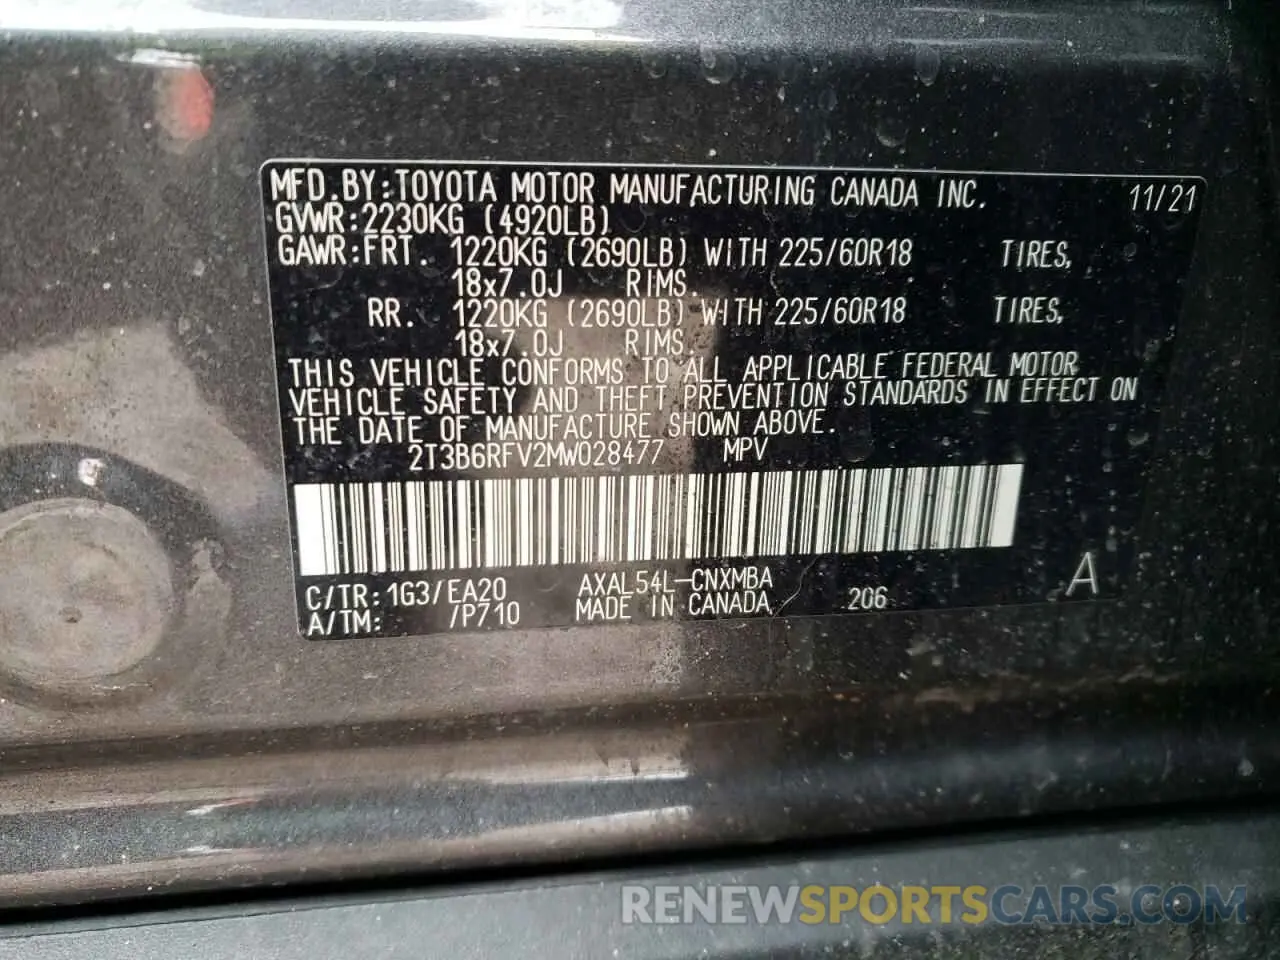 MFD.BY:TOYOTA MOTOR MANUFACTURING CANADA INC. 11/21
GVWR:2230KG (4920LB)
GAWR:FRT. 1220KG (2690LB) WITH 225/60R18 TIRES,
18x7.0J RIMS.
RR. 1220KG (2690LB) WITH 225/60R18 TIRES,
18x7.0J RIMS.
THIS VEHICLE CONFORMS TO ALL APPLICABLE FEDERAL MOTOR
VEHICLE SAFETY AND THEFT PREVENTION STANDARDS IN EFFECT ON
THE DATE OF MANUFACTURE SHOWN ABOVE.
2T3B6RFV2MW028477 MPV
C/TR:1G3/EA20 AXAL54L-CNXMBA
A/TM: /P710 MADE IN CANADA 206 A
RENEWSPORTSCARS.COM